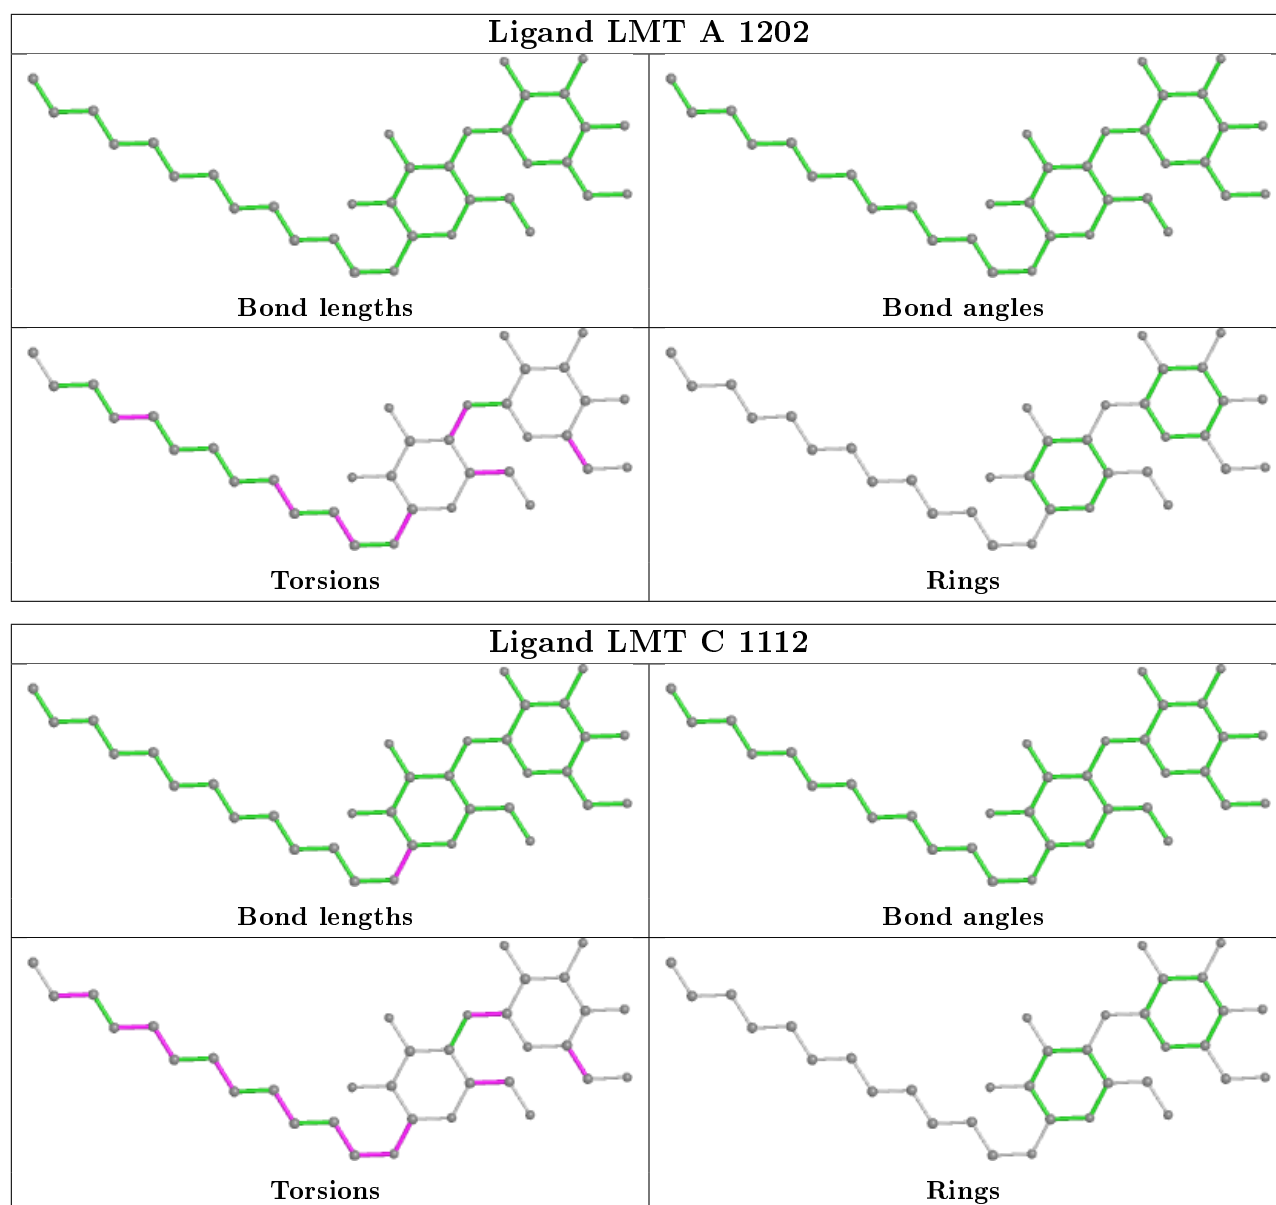 Ligand LMT A 1202
Bond lengths
Bond angles
Torsions
Rings
Ligand LMT C 1112
Bond lengths
Bond angles
Torsions
Rings